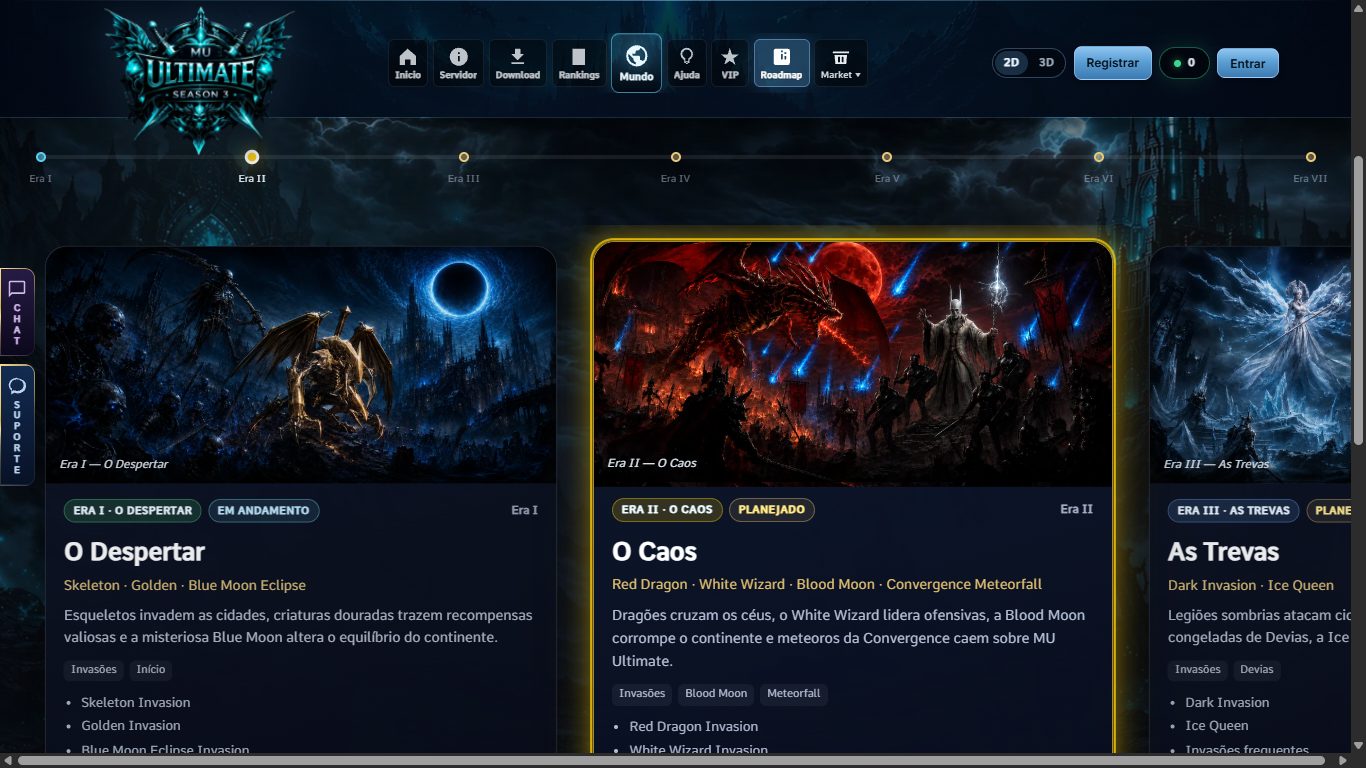 MU
ULTIMATE
SEASON 3
Início
Servidor
Download
Rankings
Mundo
Ajuda
VIP
Roadmap
Market
2D 3D
Registrar
0
Entrar
Era I
Era II
Era III
Era IV
Era V
Era VI
Era VII
CHAT
SUPORTE
Era I — O Despertar
ERA I · O DESPERTAR
EM ANDAMENTO
Era I
O Despertar
Skeleton · Golden · Blue Moon Eclipse
Esqueletos invadem as cidades, criaturas douradas trazem recompensas
valiosas e a misteriosa Blue Moon altera o equilíbrio do continente.
Invasões Início
• Skeleton Invasion
• Golden Invasion
• Blue Moon Eclipse Invasion
Era II — O Caos
ERA II · O CAOS
PLANEJADO
Era II
O Caos
Red Dragon · White Wizard · Blood Moon · Convergence Meteorfall
Dragões cruzam os céus, o White Wizard lidera ofensivas, a Blood Moon
corrompe o continente e meteoros da Convergence caem sobre MU
Ultimate.
Invasões Blood Moon Meteorfall
• Red Dragon Invasion
• White Wizard Invasion
Era III — As Trevas
ERA III · AS TREVAS
PLANE
As Trevas
Dark Invasion · Ice Queen
Legiões sombrias atacam cid
congeladas de Devias, a Ice
Invasões Devias
• Dark Invasion
• Ice Queen
• Invasões frequentes